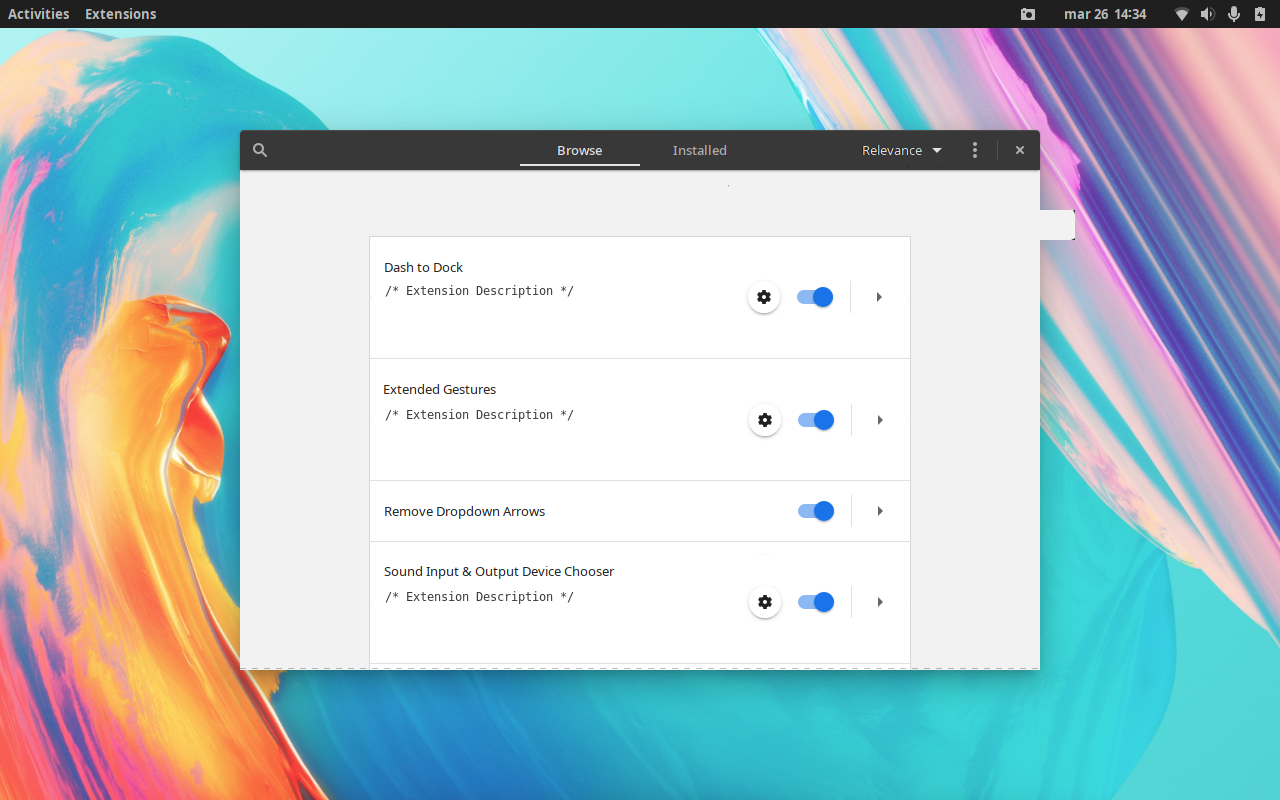 Activities Extensions mar 26 14:34
Browse Installed Relevance
Dash to Dock
/* Extension Description */
Extended Gestures
/* Extension Description */
Remove Dropdown Arrows
Sound Input & Output Device Chooser
/* Extension Description */